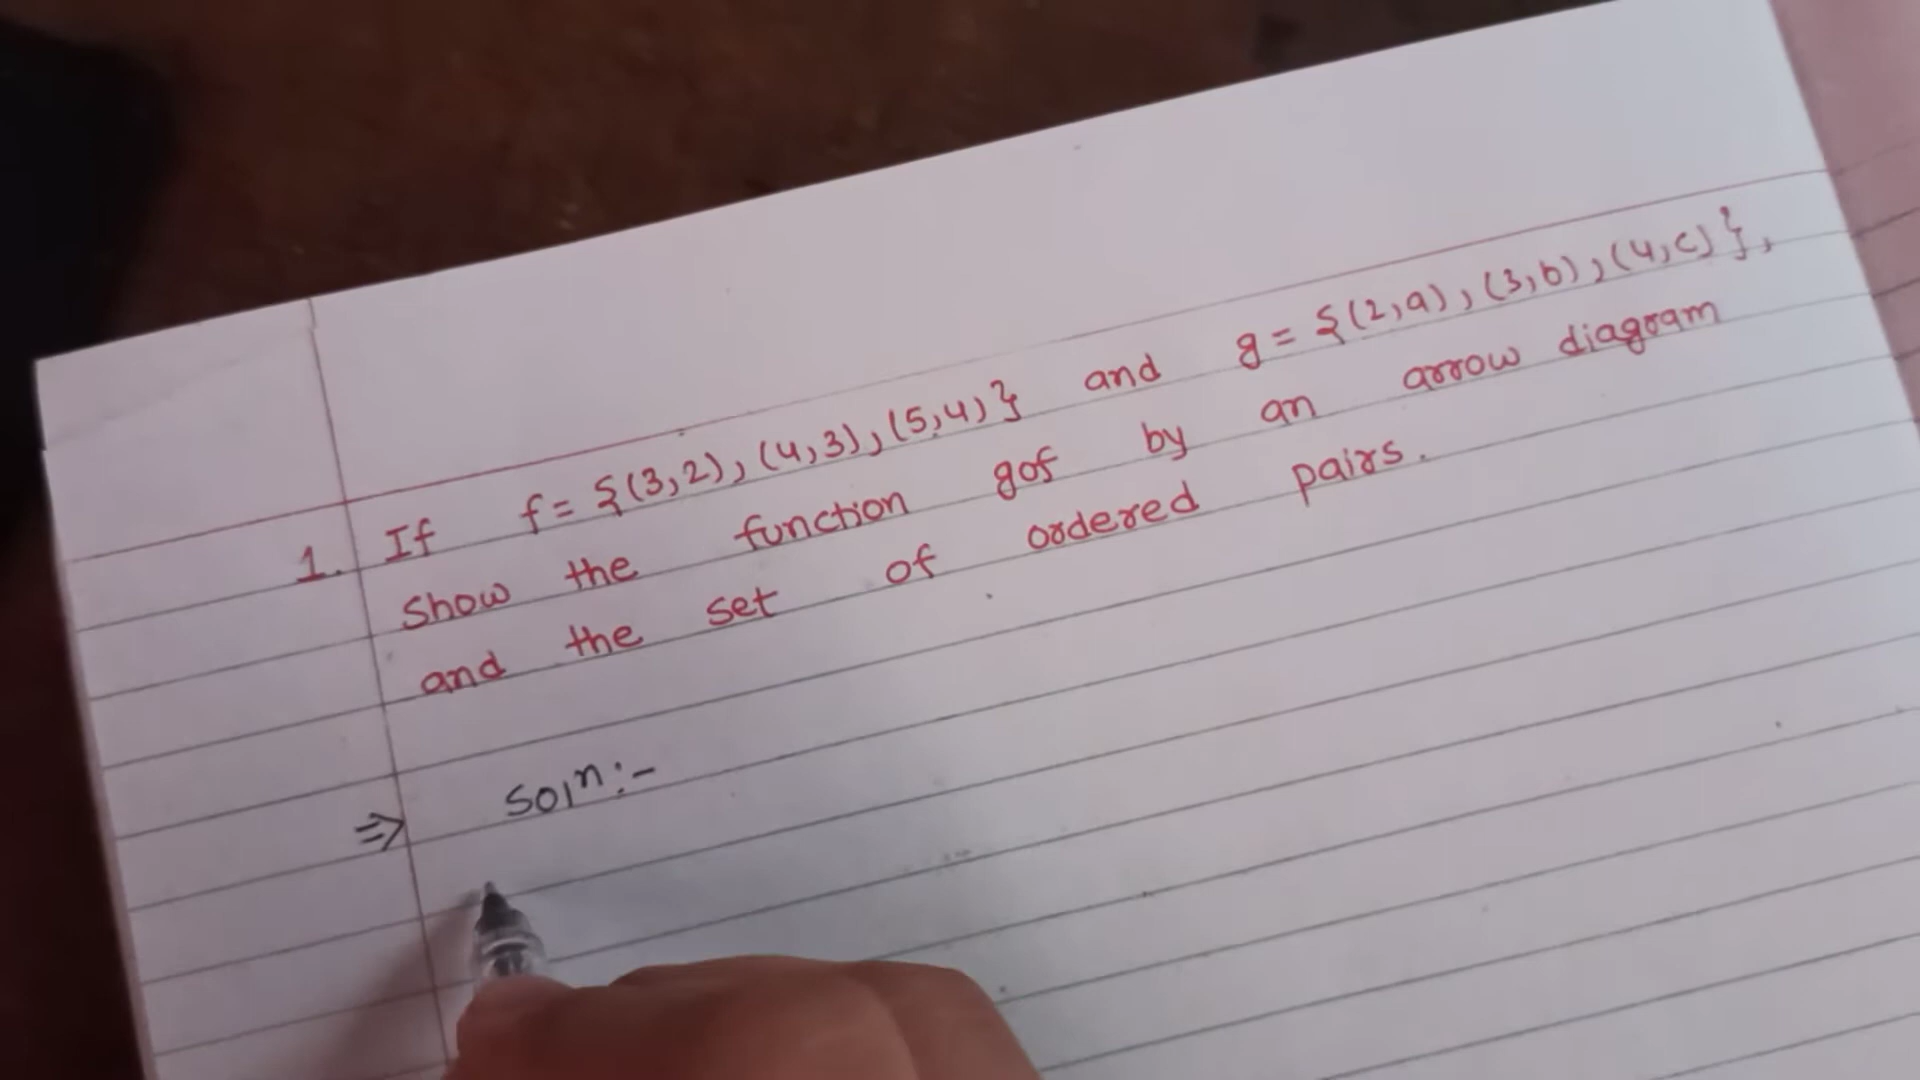 1. If f = {(3,2), (4,3), (5,4)} and g = {(2,a), (3,b), (4,c)},
Show the function gof by an arrow diagram
and the set of ordered pairs.
⇒ Solⁿ:-